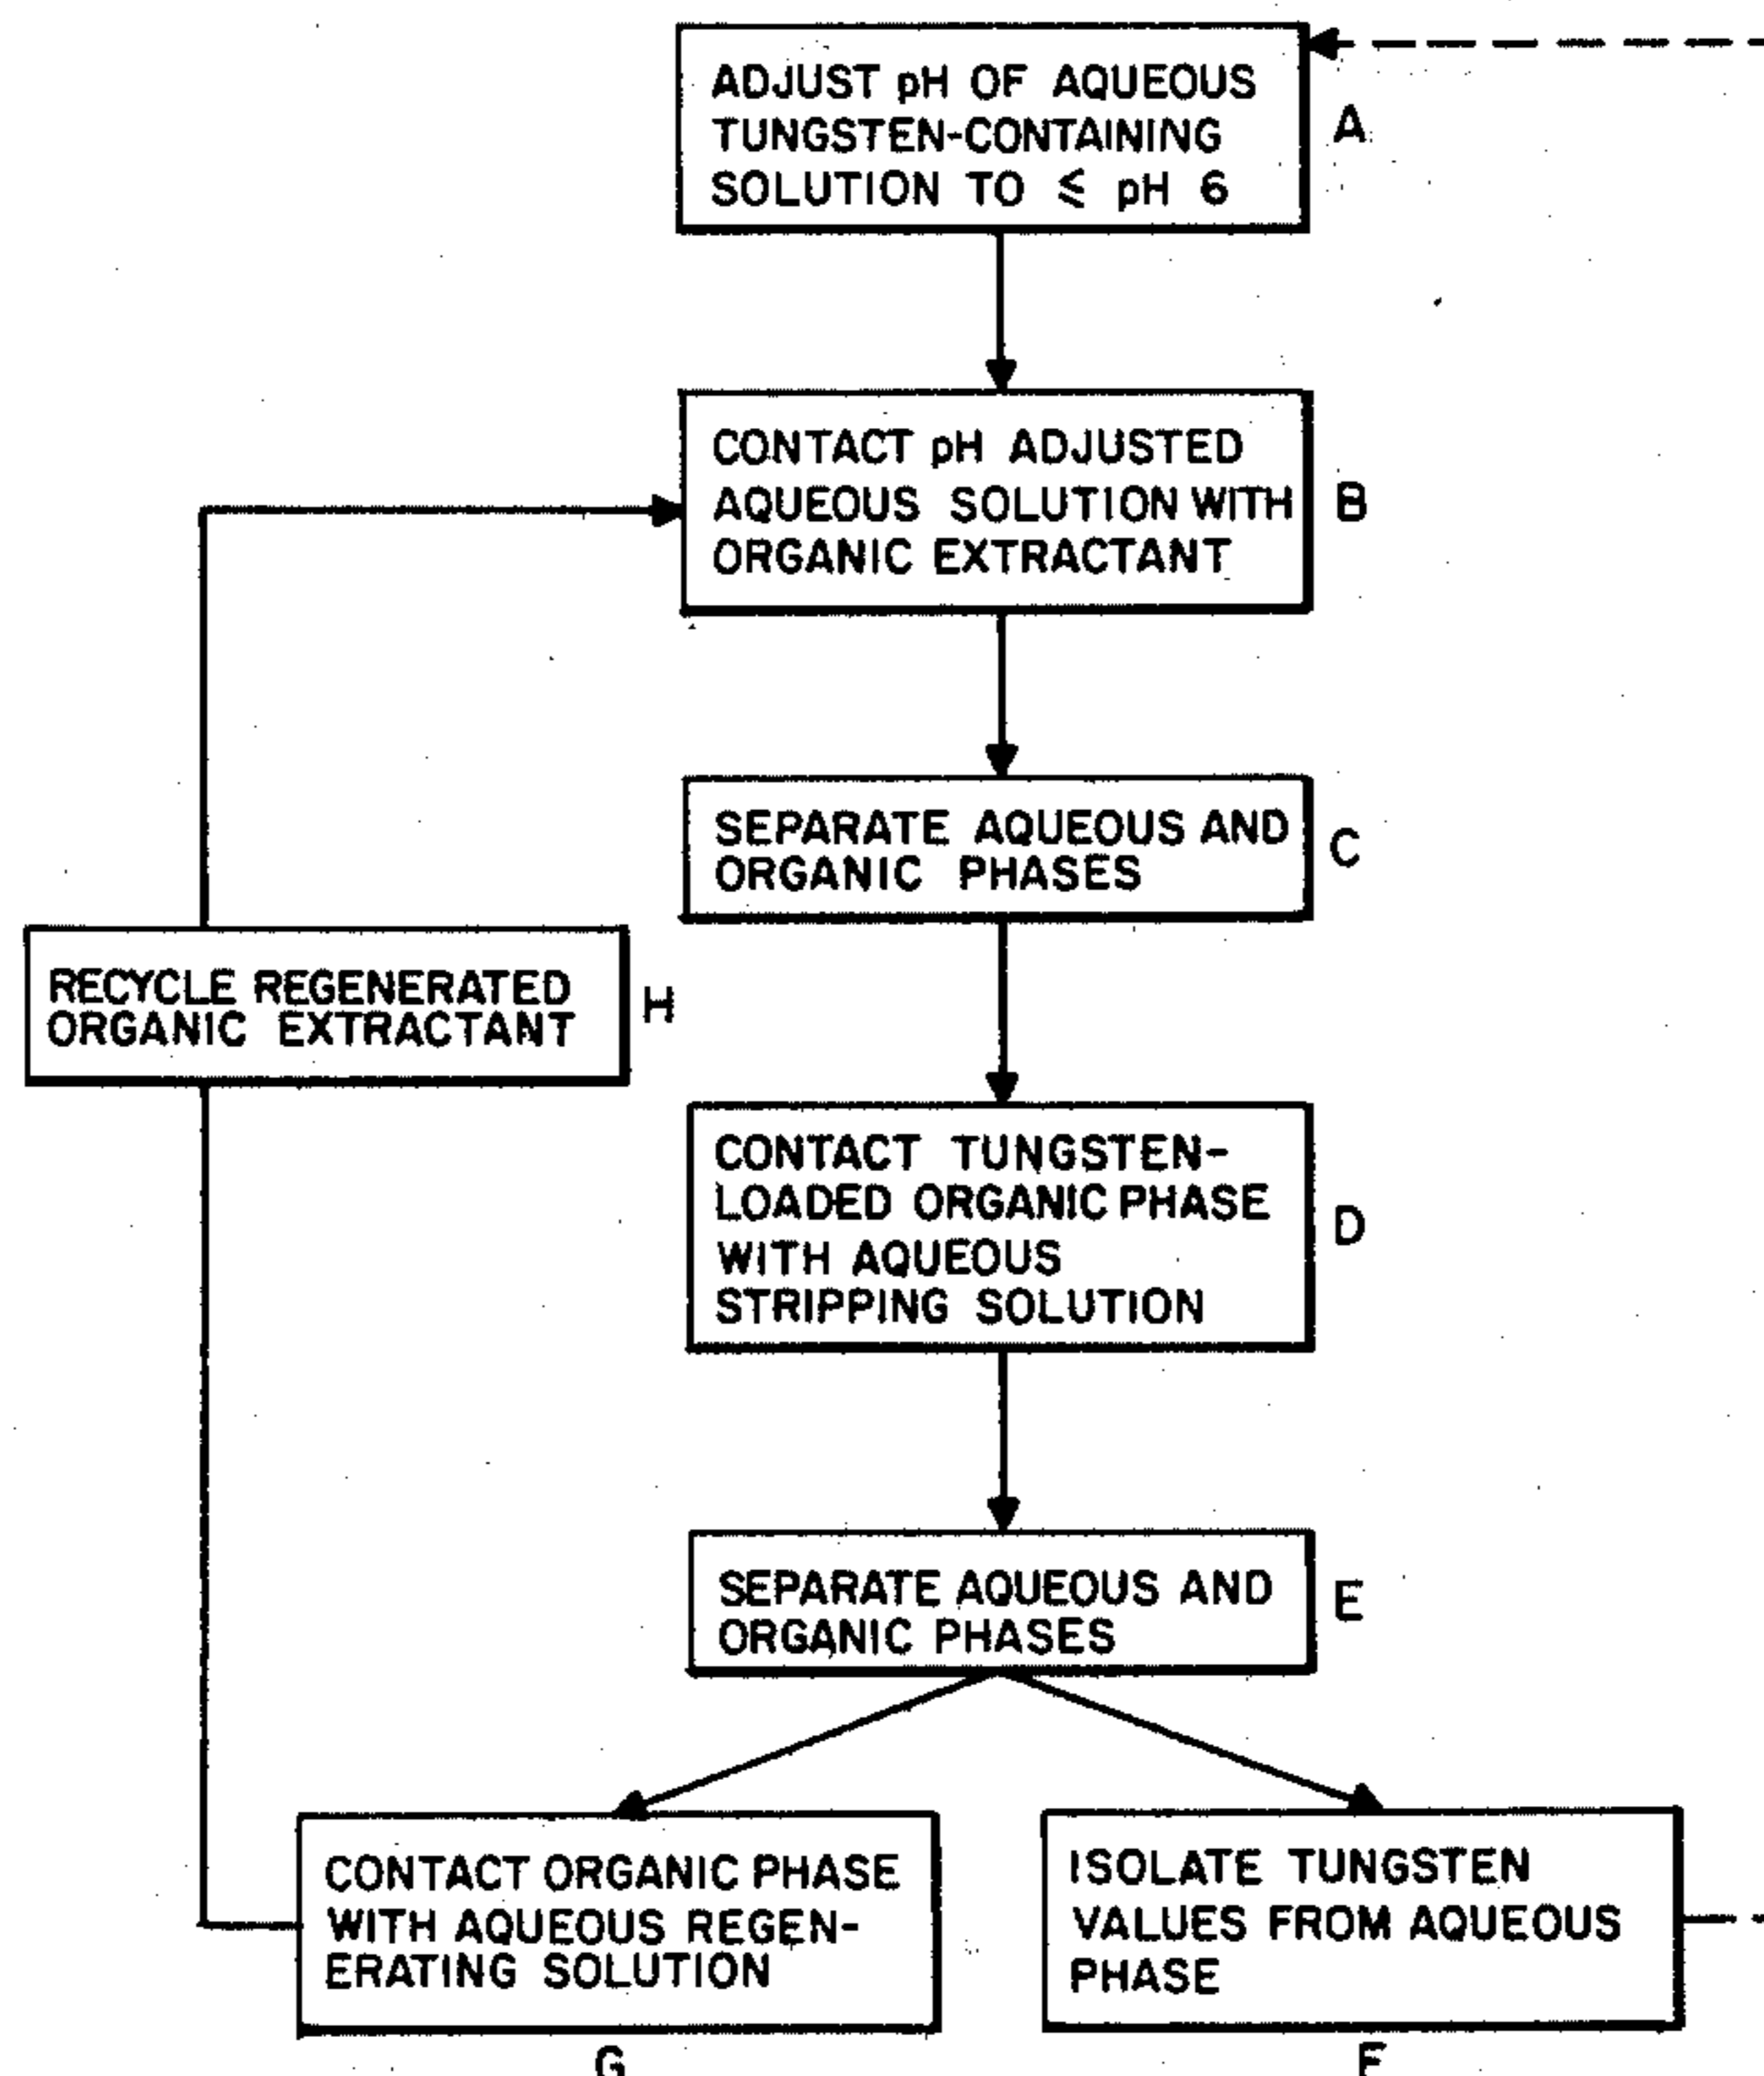 ADJUST pH OF AQUEOUS
TUNGSTEN-CONTAINING
SOLUTION TO ≤ pH 6
A
CONTACT pH ADJUSTED
AQUEOUS SOLUTION WITH
ORGANIC EXTRACTANT
B
SEPARATE AQUEOUS AND
ORGANIC PHASES
C
RECYCLE REGENERATED
ORGANIC EXTRACTANT
H
CONTACT TUNGSTEN-
LOADED ORGANIC PHASE
WITH AQUEOUS
STRIPPING SOLUTION
D
SEPARATE AQUEOUS AND
ORGANIC PHASES
E
CONTACT ORGANIC PHASE
WITH AQUEOUS REGEN-
ERATING SOLUTION
G
ISOLATE TUNGSTEN
VALUES FROM AQUEOUS
PHASE
F